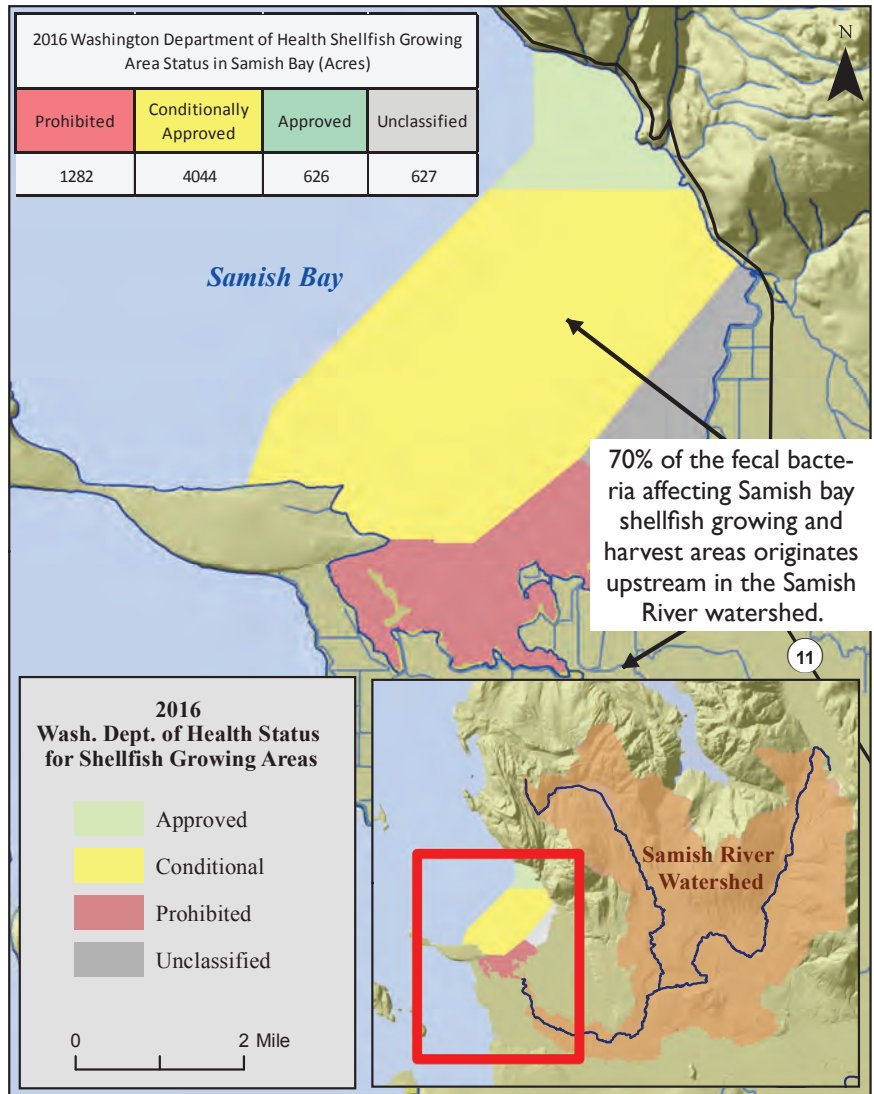 2016 Washington Department of Health Shellfish Growing
Area Status in Samish Bay (Acres)
Prohibited
Conditionally
Approved
Approved
Unclassified
1282
4044
626
627
N
Samish Bay
70% of the fecal bacte-
ria affecting Samish bay
shellfish growing and
harvest areas originates
upstream in the Samish
River watershed.
11
2016
Wash. Dept. of Health Status
for Shellfish Growing Areas
Approved
Conditional
Prohibited
Unclassified
0
2 Mile
Samish River
Watershed